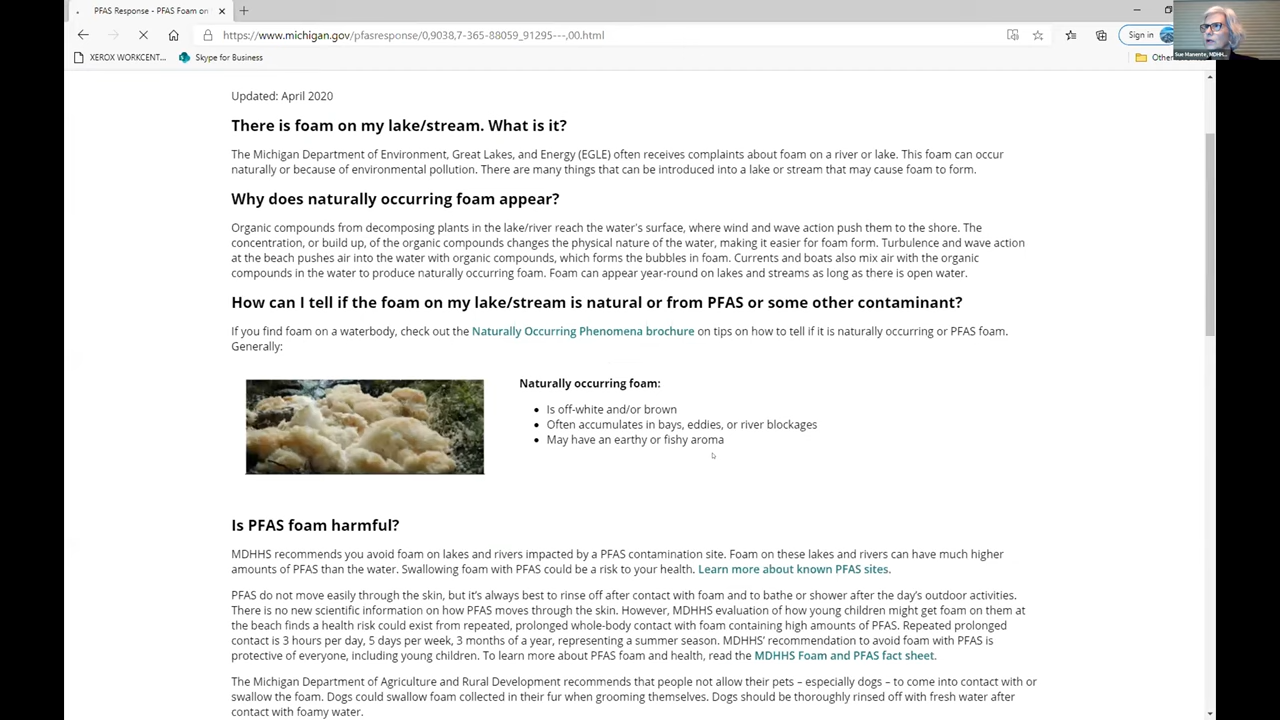 PFAS Response - PFAS Foam on
https://www.michigan.gov/pfasresponse/0,9038,7-365-88059_91295---,00.html
Sign in
XEROX WORKCENT... Skype for Business
Sue Manente, MDHH...
Updated: April 2020
There is foam on my lake/stream. What is it?
The Michigan Department of Environment, Great Lakes, and Energy (EGLE) often receives complaints about foam on a river or lake. This foam can occur
naturally or because of environmental pollution. There are many things that can be introduced into a lake or stream that may cause foam to form.
Why does naturally occurring foam appear?
Organic compounds from decomposing plants in the lake/river reach the water's surface, where wind and wave action push them to the shore. The
concentration, or build up, of the organic compounds changes the physical nature of the water, making it easier for foam form. Turbulence and wave action
at the beach pushes air into the water with organic compounds, which forms the bubbles in foam. Currents and boats also mix air with the organic
compounds in the water to produce naturally occurring foam. Foam can appear year-round on lakes and streams as long as there is open water.
How can I tell if the foam on my lake/stream is natural or from PFAS or some other contaminant?
If you find foam on a waterbody, check out the Naturally Occurring Phenomena brochure on tips on how to tell if it is naturally occurring or PFAS foam.
Generally:
Naturally occurring foam:
• Is off-white and/or brown
• Often accumulates in bays, eddies, or river blockages
• May have an earthy or fishy aroma
Is PFAS foam harmful?
MDHHS recommends you avoid foam on lakes and rivers impacted by a PFAS contamination site. Foam on these lakes and rivers can have much higher
amounts of PFAS than the water. Swallowing foam with PFAS could be a risk to your health. Learn more about known PFAS sites.
PFAS do not move easily through the skin, but it's always best to rinse off after contact with foam and to bathe or shower after the day's outdoor activities.
There is no new scientific information on how PFAS moves through the skin. However, MDHHS evaluation of how young children might get foam on them at
the beach finds a health risk could exist from repeated, prolonged whole-body contact with foam containing high amounts of PFAS. Repeated prolonged
contact is 3 hours per day, 5 days per week, 3 months of a year, representing a summer season. MDHHS' recommendation to avoid foam with PFAS is
protective of everyone, including young children. To learn more about PFAS foam and health, read the MDHHS Foam and PFAS fact sheet.
The Michigan Department of Agriculture and Rural Development recommends that people not allow their pets – especially dogs – to come into contact with or
swallow the foam. Dogs could swallow foam collected in their fur when grooming themselves. Dogs should be thoroughly rinsed off with fresh water after
contact with foamy water.